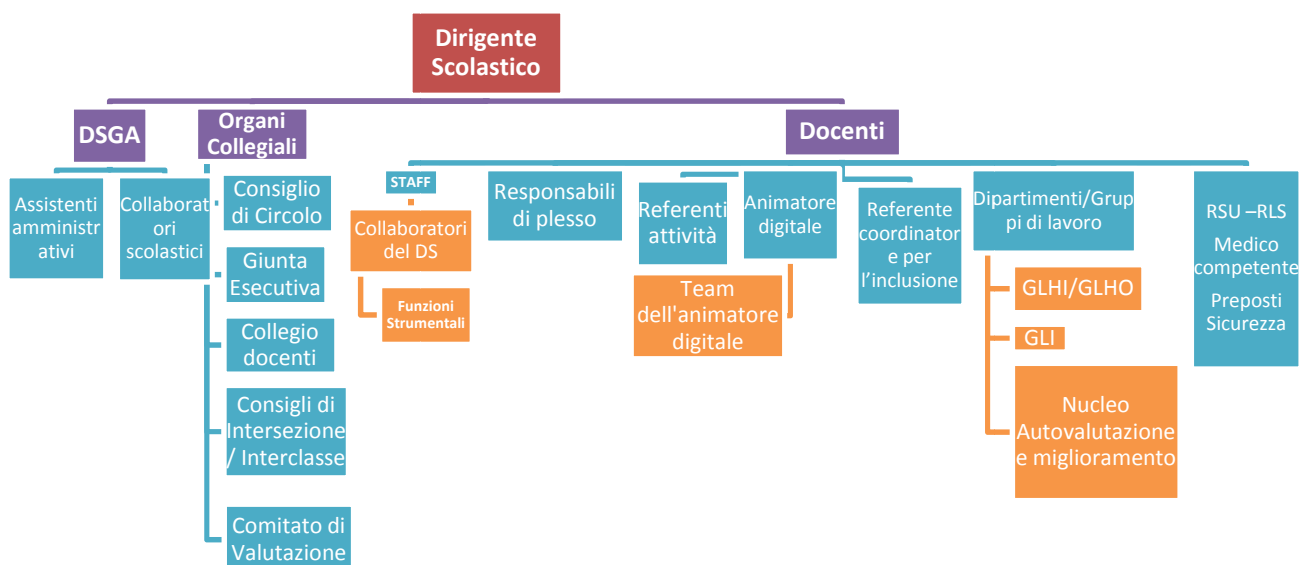 Dirigente
Scolastico
DSGA
Organi
Collegiali
Docenti
Assistenti
amministr
ativi
Collaborat
ori
scolastici
Consiglio
di Circolo
Giunta
Esecutiva
Collegio
docenti
Consigli di
Intersezione
/ Interclasse
Comitato di
Valutazione
STAFF
Collaboratori
del DS
Funzioni
Strumentali
Responsabili
di plesso
Referenti
attività
Animatore
digitale
Team
dell'animatore
digitale
Referente
coordinator
e per
l’inclusione
Dipartimenti/Grup
pi di lavoro
GLHI/GLHO
GLI
Nucleo
Autovalutazione
e miglioramento
RSU –RLS
Medico
competente
Preposti
Sicurezza